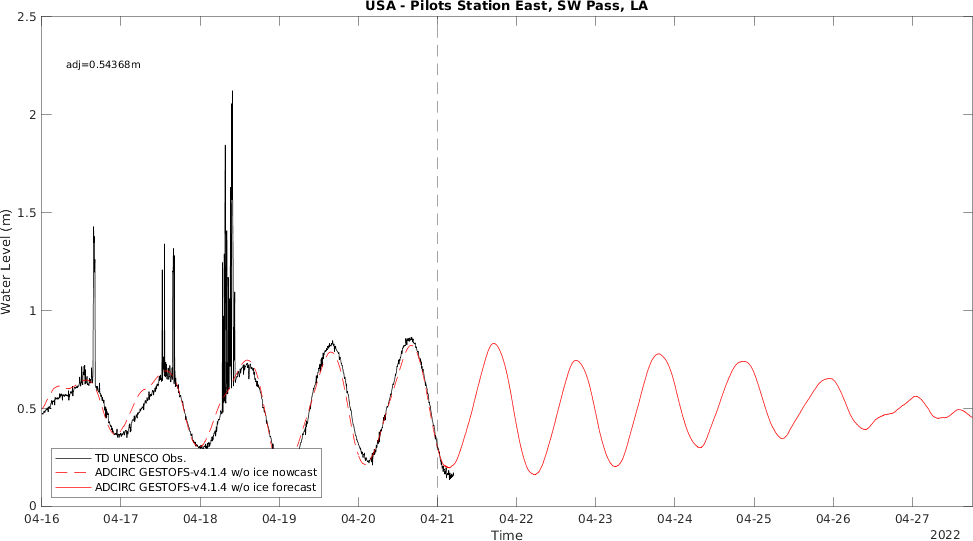 USA - Pilots Station East, SW Pass, LA
2.5
adj=0.54368m
2
1.5
Water Level (m)
1
0.5
TD UNESCO Obs.
ADCIRC GESTOFS-v4.1.4 w/o ice nowcast
ADCIRC GESTOFS-v4.1.4 w/o ice forecast
0
04-16 04-17 04-18 04-19 04-20 04-21 04-22 04-23 04-24 04-25 04-26 04-27
Time
2022